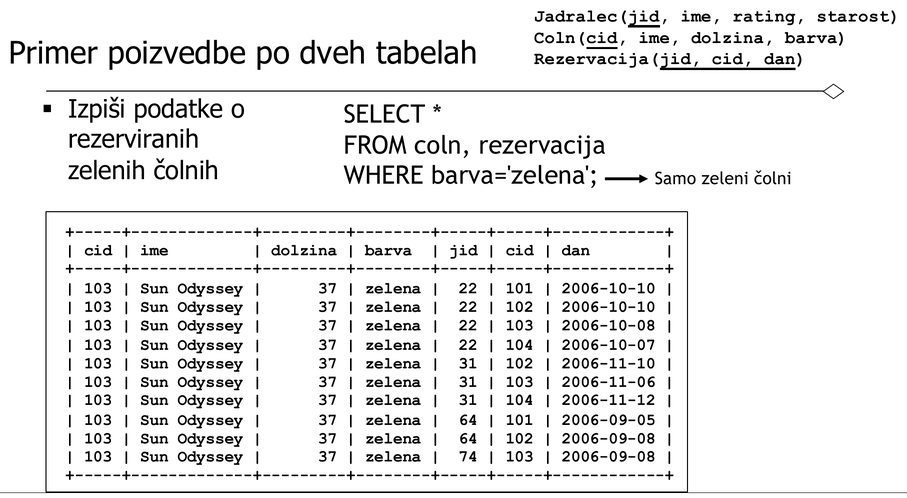 Jadralec(jid, ime, rating, starost)
Coln(cid, ime, dolzina, barva)
Rezervacija(jid, cid, dan)
Primer poizvedbe po dveh tabelah
▪ Izpiši podatke o
rezerviranih
zelenih čolnih
SELECT *
FROM coln, rezervacija
WHERE barva='zelena';
Samo zeleni čolni
+-----+-------------+---------+--------+-----+-----+------------+
| cid | ime         | dolzina | barva  | jid | cid | dan        |
+-----+-------------+---------+--------+-----+-----+------------+
| 103 | Sun Odyssey |      37 | zelena |  22 | 101 | 2006-10-10 |
| 103 | Sun Odyssey |      37 | zelena |  22 | 102 | 2006-10-10 |
| 103 | Sun Odyssey |      37 | zelena |  22 | 103 | 2006-10-08 |
| 103 | Sun Odyssey |      37 | zelena |  22 | 104 | 2006-10-07 |
| 103 | Sun Odyssey |      37 | zelena |  31 | 102 | 2006-11-10 |
| 103 | Sun Odyssey |      37 | zelena |  31 | 103 | 2006-11-06 |
| 103 | Sun Odyssey |      37 | zelena |  31 | 104 | 2006-11-12 |
| 103 | Sun Odyssey |      37 | zelena |  64 | 101 | 2006-09-05 |
| 103 | Sun Odyssey |      37 | zelena |  64 | 102 | 2006-09-08 |
| 103 | Sun Odyssey |      37 | zelena |  74 | 103 | 2006-09-08 |
+-----+-------------+---------+--------+-----+-----+------------+